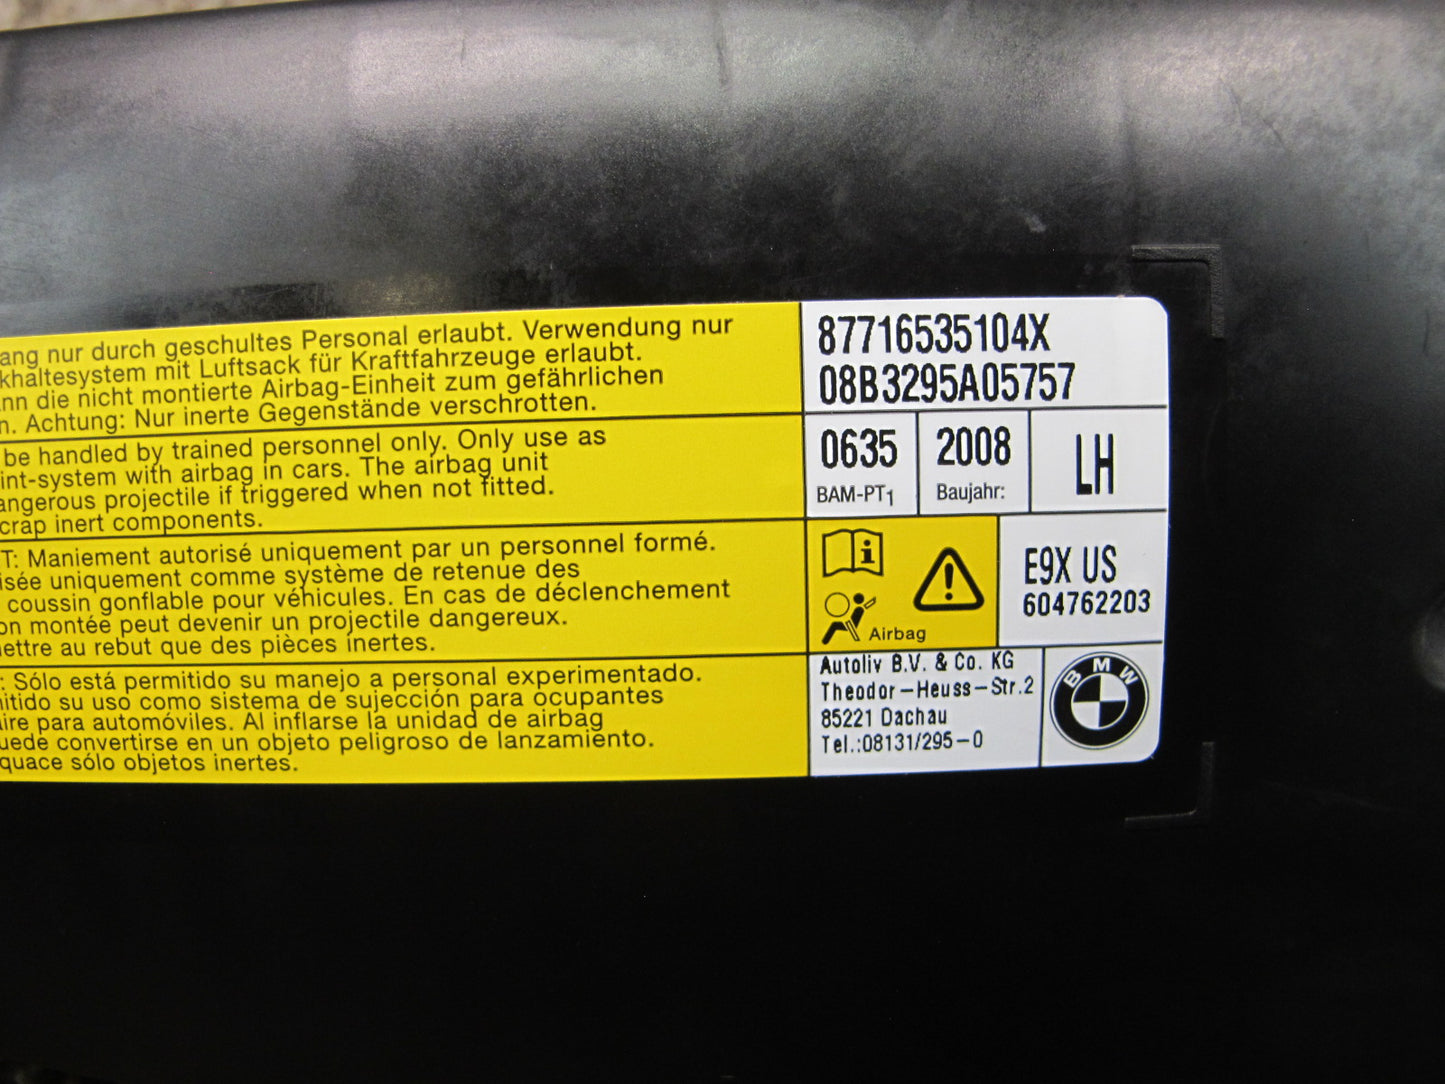 ang nur durch geschultes Personal erlaubt. Verwendung nur
khaltesystem mit Luftsack für Kraftfahrzeuge erlaubt.
nn die nicht montierte Airbag-Einheit zum gefährlichen
n. Achtung: Nur inerte Gegenstände verschrotten.
be handled by trained personnel only. Only use as
int-system with airbag in cars. The airbag unit
angerous projectile if triggered when not fitted.
crap inert components.
T: Maniement autorisé uniquement par un personnel formé.
isée uniquement comme système de retenue des
coussin gonflable pour véhicules. En cas de déclenchement
on montée peut devenir un projectile dangereux.
ettre au rebut que des pièces inertes.
: Sólo está permitido su manejo a personal experimentado.
itido su uso como sistema de sujección para ocupantes
ire para automóviles. Al inflarse la unidad de airbag
uede convertirse en un objeto peligroso de lanzamiento.
quace sólo objetos inertes.
87716535104X
08B3295A05757
0635
BAM-PT1
2008
Baujahr:
LH
i
!
Airbag
E9X US
604762203
Autoliv B.V. & Co. KG
Theodor-Heuss-Str.2
85221 Dachau
Tel.:08131/295-0
BMW